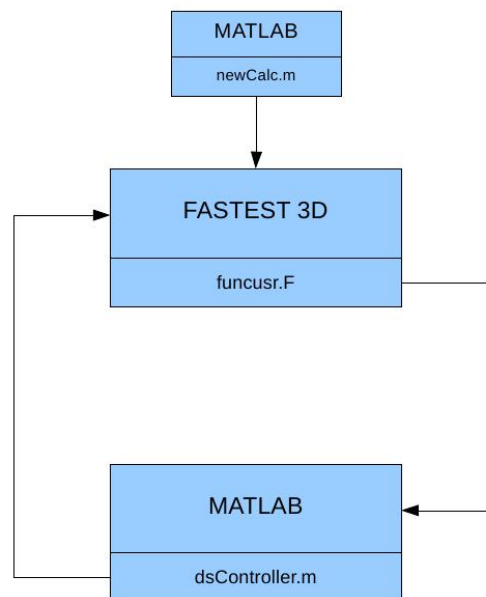 MATLAB
newCalc.m
FASTEST 3D
funcusr.F
MATLAB
dsController.m